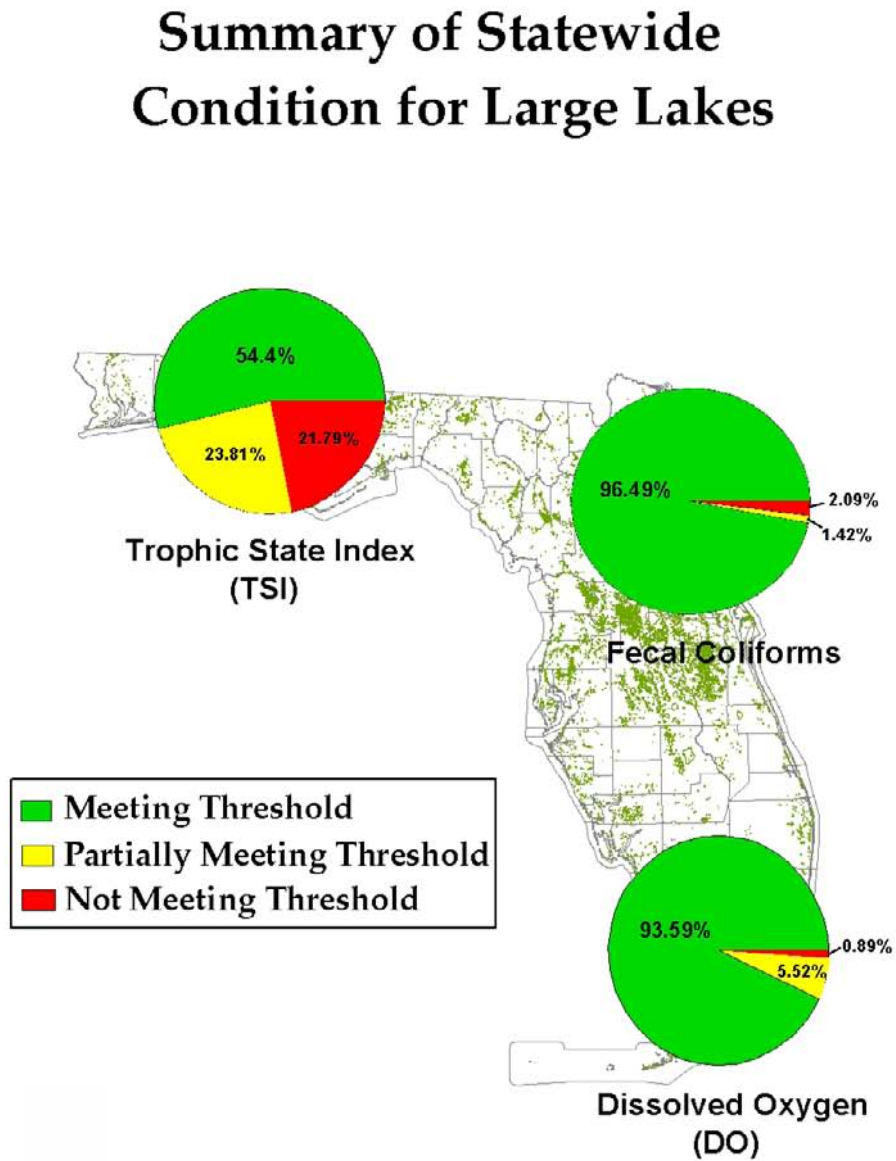 Summary of Statewide
Condition for Large Lakes
54.4%
23.81%
21.79%
Trophic State Index
(TSI)
96.49%
2.09%
1.42%
Fecal Coliforms
Meeting Threshold
Partially Meeting Threshold
Not Meeting Threshold
93.59%
0.89%
5.52%
Dissolved Oxygen
(DO)